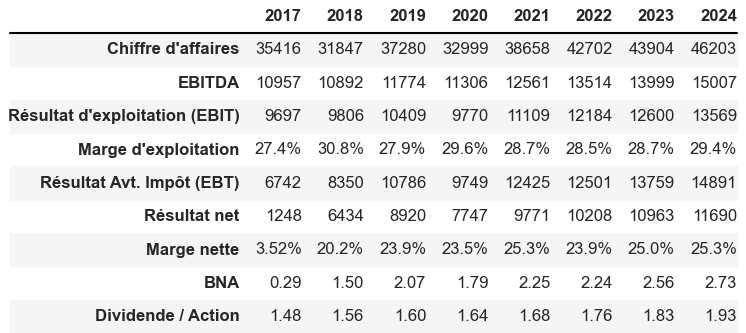 2017 2018 2019 2020 2021 2022 2023 2024
Chiffre d'affaires 35416 31847 37280 32999 38658 42702 43904 46203
EBITDA 10957 10892 11774 11306 12561 13514 13999 15007
Résultat d'exploitation (EBIT) 9697 9806 10409 9770 11109 12184 12600 13569
Marge d'exploitation 27.4% 30.8% 27.9% 29.6% 28.7% 28.5% 28.7% 29.4%
Résultat Avt. Impôt (EBT) 6742 8350 10786 9749 12425 12501 13759 14891
Résultat net 1248 6434 8920 7747 9771 10208 10963 11690
Marge nette 3.52% 20.2% 23.9% 23.5% 25.3% 23.9% 25.0% 25.3%
BNA 0.29 1.50 2.07 1.79 2.25 2.24 2.56 2.73
Dividende / Action 1.48 1.56 1.60 1.64 1.68 1.76 1.83 1.93